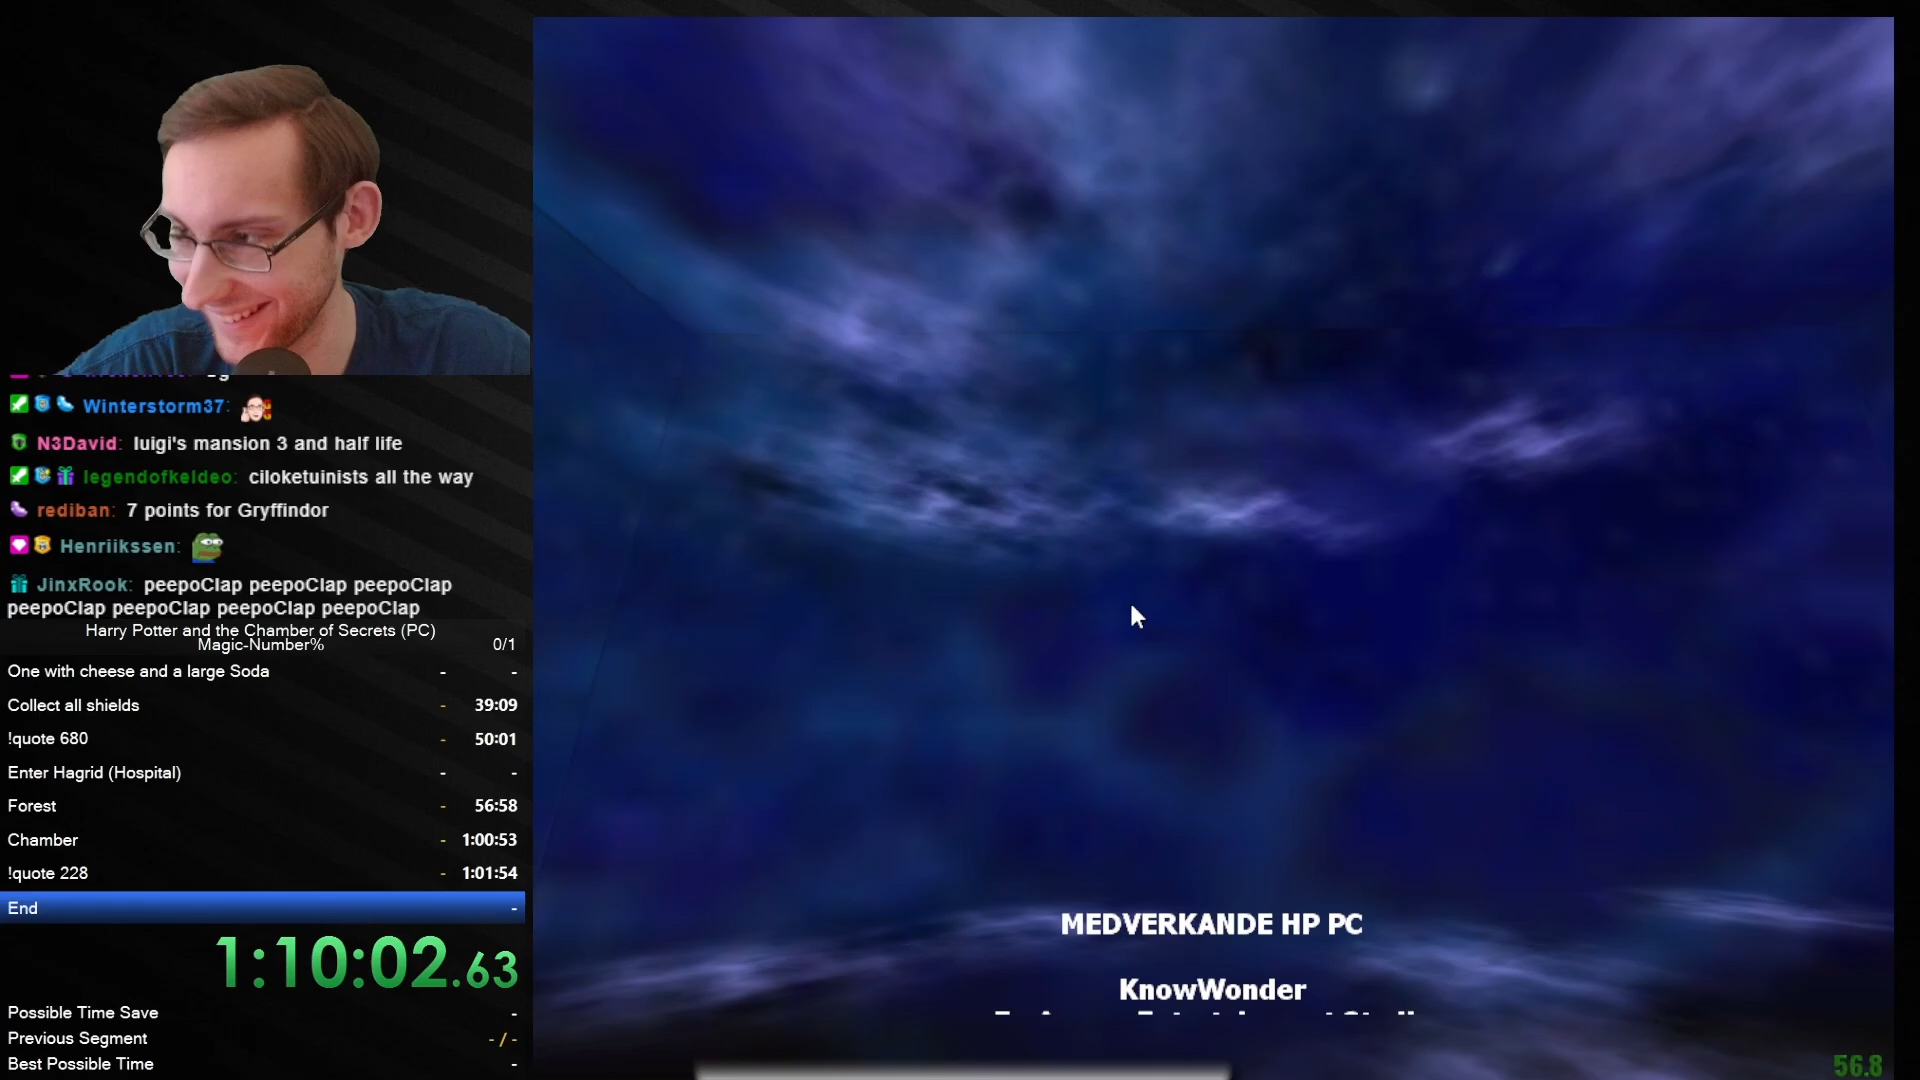 Winterstorm37:
N3David: luigi's mansion 3 and half life
legendofkeldeo: ciloketuinists all the way
rediban: 7 points for Gryffindor
Henriikssen:
JinxRook: peepoClap peepoClap peepoClap
peepoClap peepoClap peepoClap peepoClap
Harry Potter and the Chamber of Secrets (PC)
Magic-Number% 0/1
One with cheese and a large Soda - -
Collect all shields - 39:09
!quote 680 - 50:01
Enter Hagrid (Hospital) - -
Forest - 56:58
Chamber - 1:00:53
!quote 228 - 1:01:54
End -
1:10:02.63
Possible Time Save -
Previous Segment - / -
Best Possible Time -
MEDVERKANDE HP PC
KnowWonder
56.8